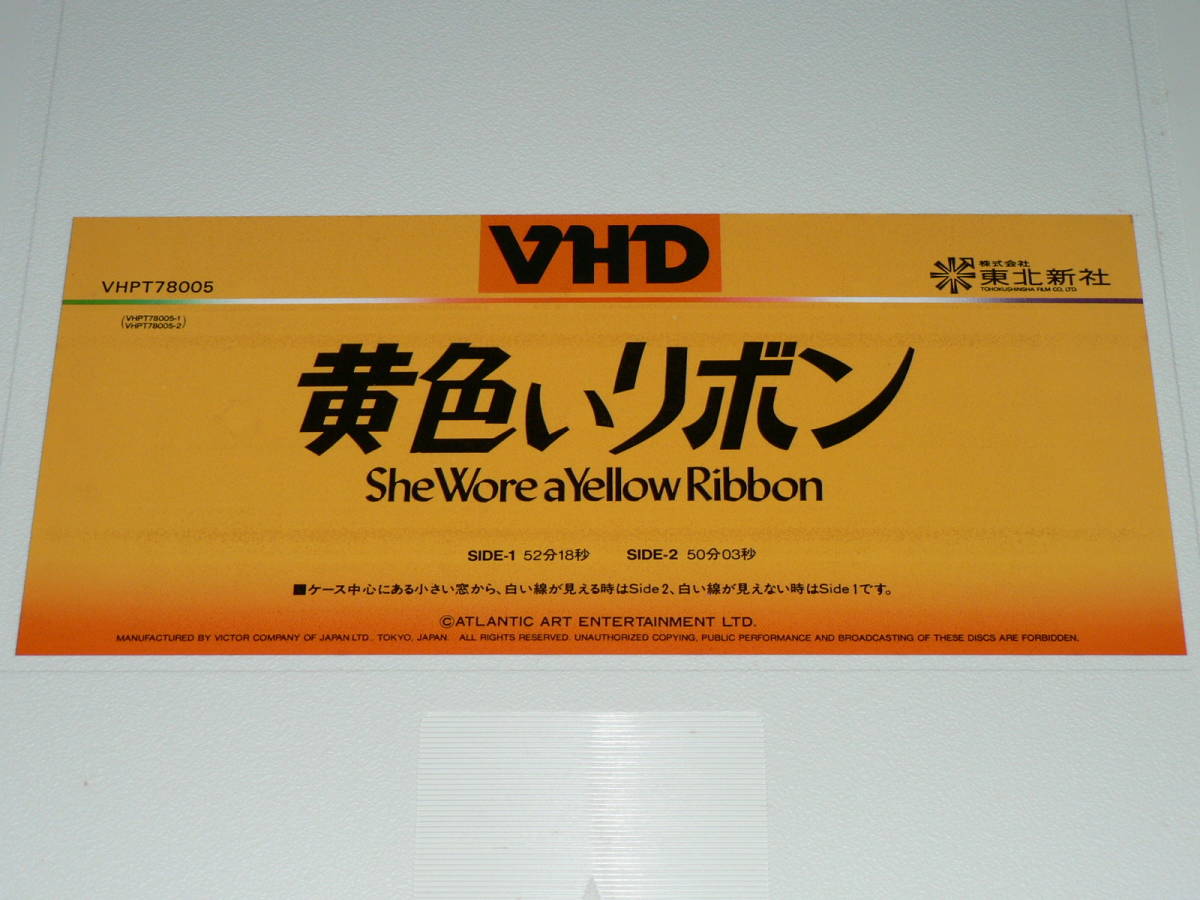 VHD
VHPT78005
株式会社
東北新社
TOHOKUSHINSHA FILM CO., LTD.
(VHPT78005-1)
(VHPT78005-2)
黄色いリボン
She Wore a Yellow Ribbon
SIDE-1 52分18秒 SIDE-2 50分03秒
■ケース中心にある小さい窓から、白い線が見える時はSide2、白い線が見えない時はSide1です。
©ATLANTIC ART ENTERTAINMENT LTD.
MANUFACTURED BY VICTOR COMPANY OF JAPAN LTD., TOKYO, JAPAN. ALL RIGHTS RESERVED. UNAUTHORIZED COPYING, PUBLIC PERFORMANCE AND BROADCASTING OF THESE DISCS ARE FORBIDDEN.